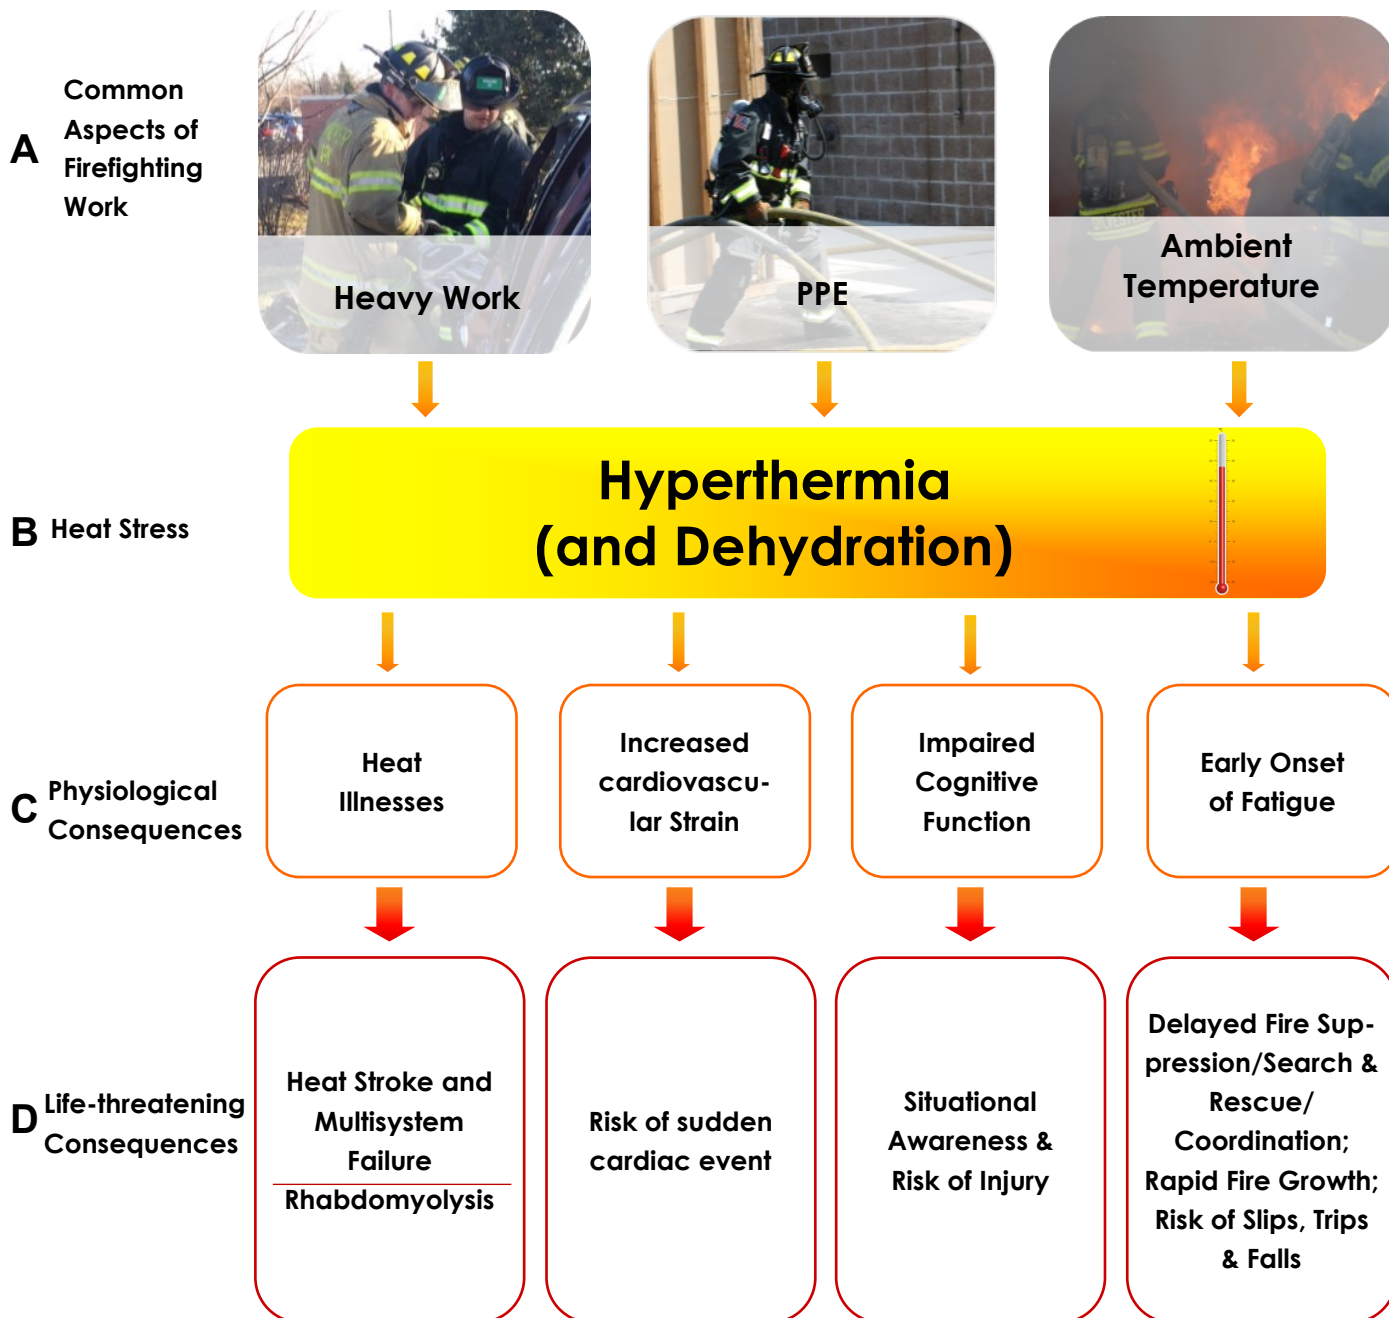 A
Common
Aspects of
Firefighting
Work
Heavy Work
PPE
SILVESTER
Ambient
Temperature
B
Heat Stress
Hyperthermia
(and Dehydration)
C
Physiological
Consequences
Heat
Illnesses
Increased
cardiovascu-
lar Strain
Impaired
Cognitive
Function
Early Onset
of Fatigue
D
Life-threatening
Consequences
Heat Stroke and
Multisystem
Failure
Rhabdomyolysis
Risk of sudden
cardiac event
Situational
Awareness &
Risk of Injury
Delayed Fire Sup-
pression/Search &
Rescue/
Coordination;
Rapid Fire Growth;
Risk of Slips, Trips
& Falls